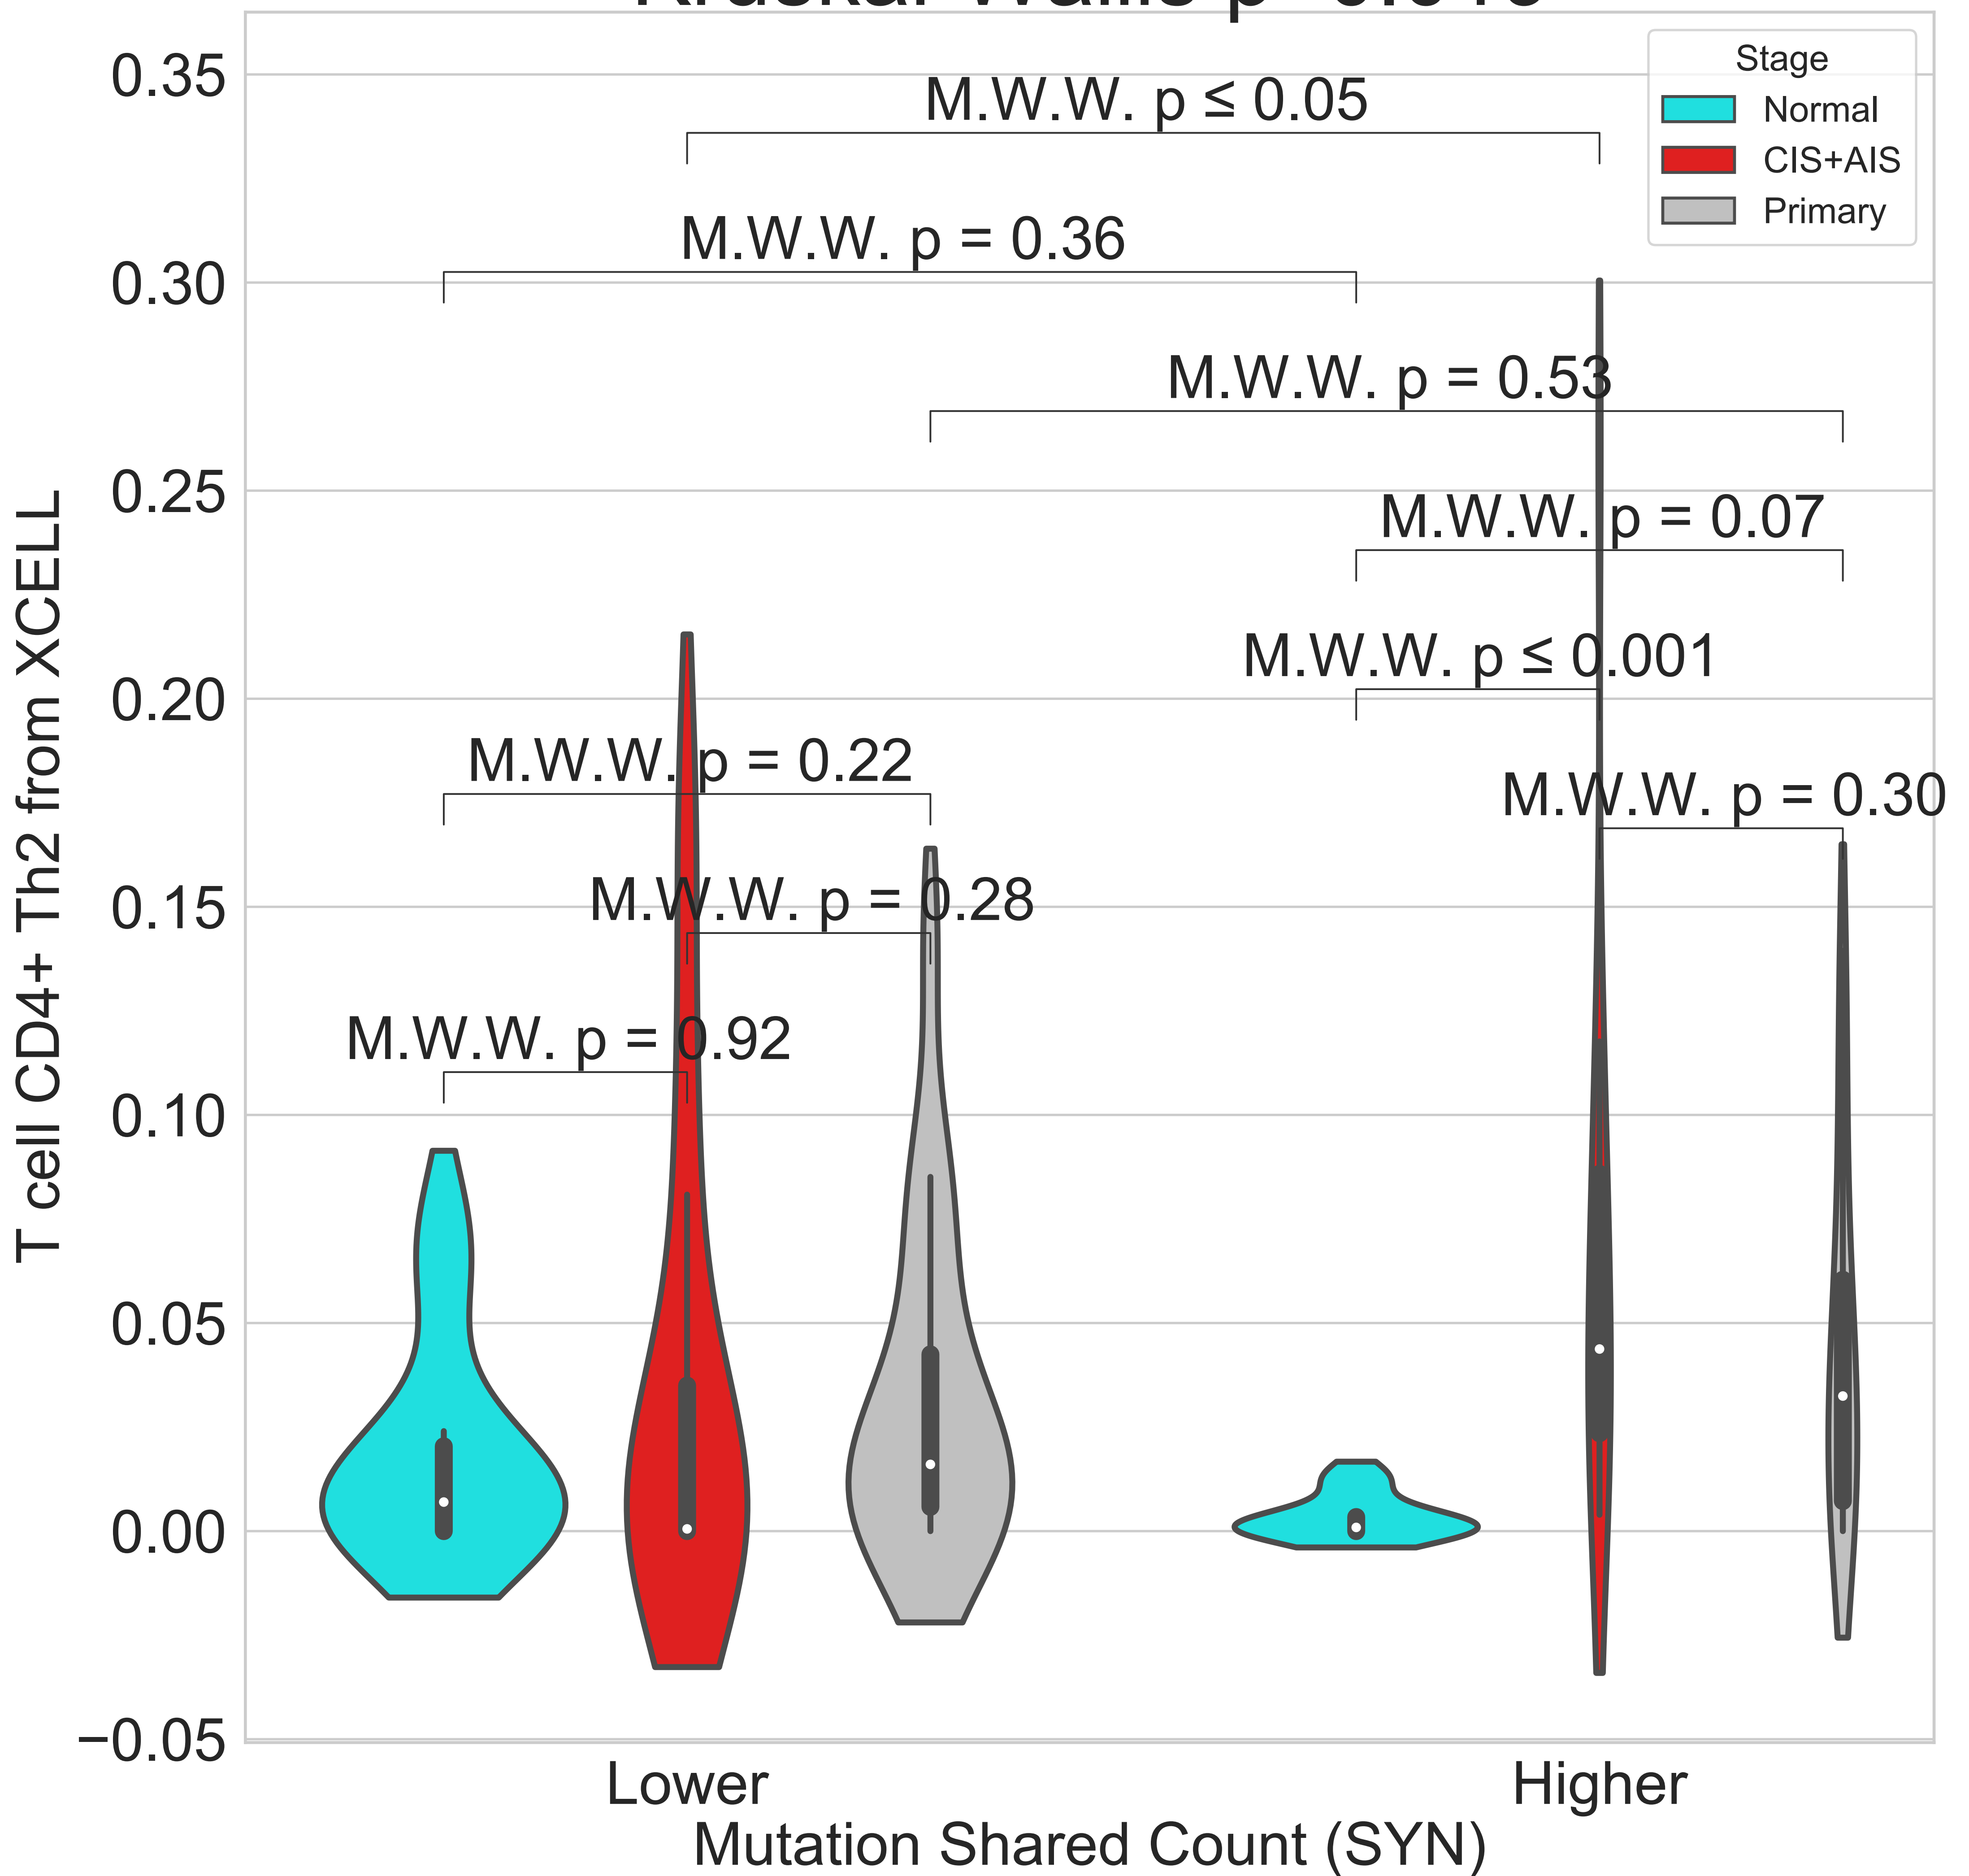 Stage
Normal
CIS+AIS
Primary
M.W.W. p ≤ 0.05
M.W.W. p = 0.36
M.W.W. p = 0.53
M.W.W. p = 0.07
M.W.W. p ≤ 0.001
M.W.W. p = 0.22
M.W.W. p = 0.30
M.W.W. p = 0.28
M.W.W. p = 0.92
0.35
0.30
0.25
0.20
0.15
0.10
0.05
0.00
−0.05
T cell CD4+ Th2 from XCELL
Lower
Higher
Mutation Shared Count (SYN)